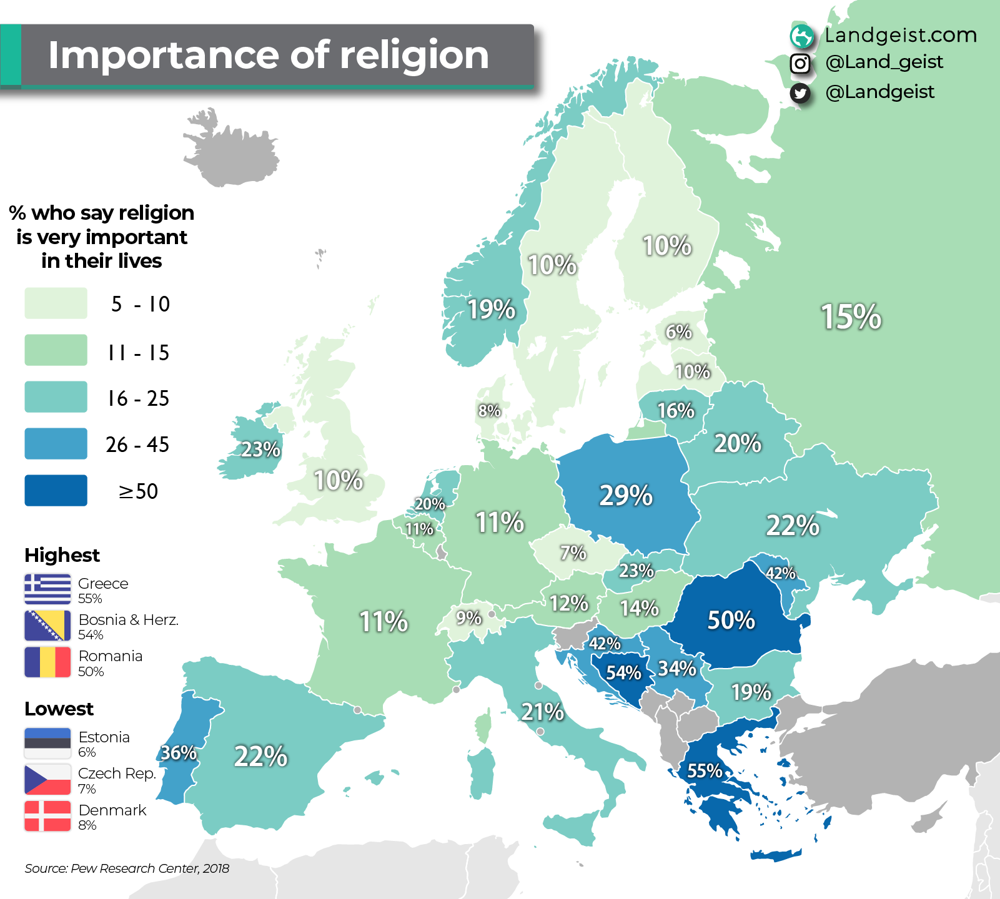 Importance of religion
Landgeist.com
@Land_geist
@Landgeist
% who say religion
is very important
in their lives
5 - 10
11 - 15
16 - 25
26 - 45
≥50
Highest
Greece
55%
Bosnia & Herz.
54%
Romania
50%
Lowest
Estonia
6%
Czech Rep.
7%
Denmark
8%
Source: Pew Research Center, 2018
10%
10%
19%
15%
6%
10%
8%
16%
23%
20%
10%
29%
20%
11%
11%
22%
7%
23%
42%
12%
14%
9%
11%
50%
42%
54%
34%
19%
21%
36%
22%
55%